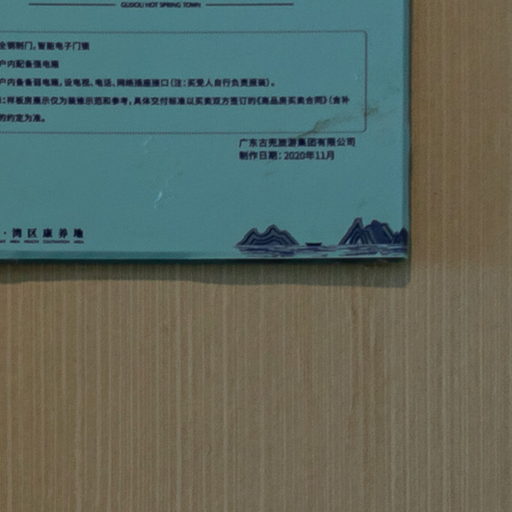 GUDOU HOT SPRING TOWN
全钢制门，智能电子门锁
户内配备强电箱
户内备备弱电箱，设电视、电话、网络插座接口（注：买受人自行负责报装）。
：样板房展示仅为装修示范和参考，具体交付标准以买卖双方签订的《商品房买卖合同》（含补
的约定为准。
广东古兜旅游集团有限公司
制作日期：2020年11月
·湾区康养地